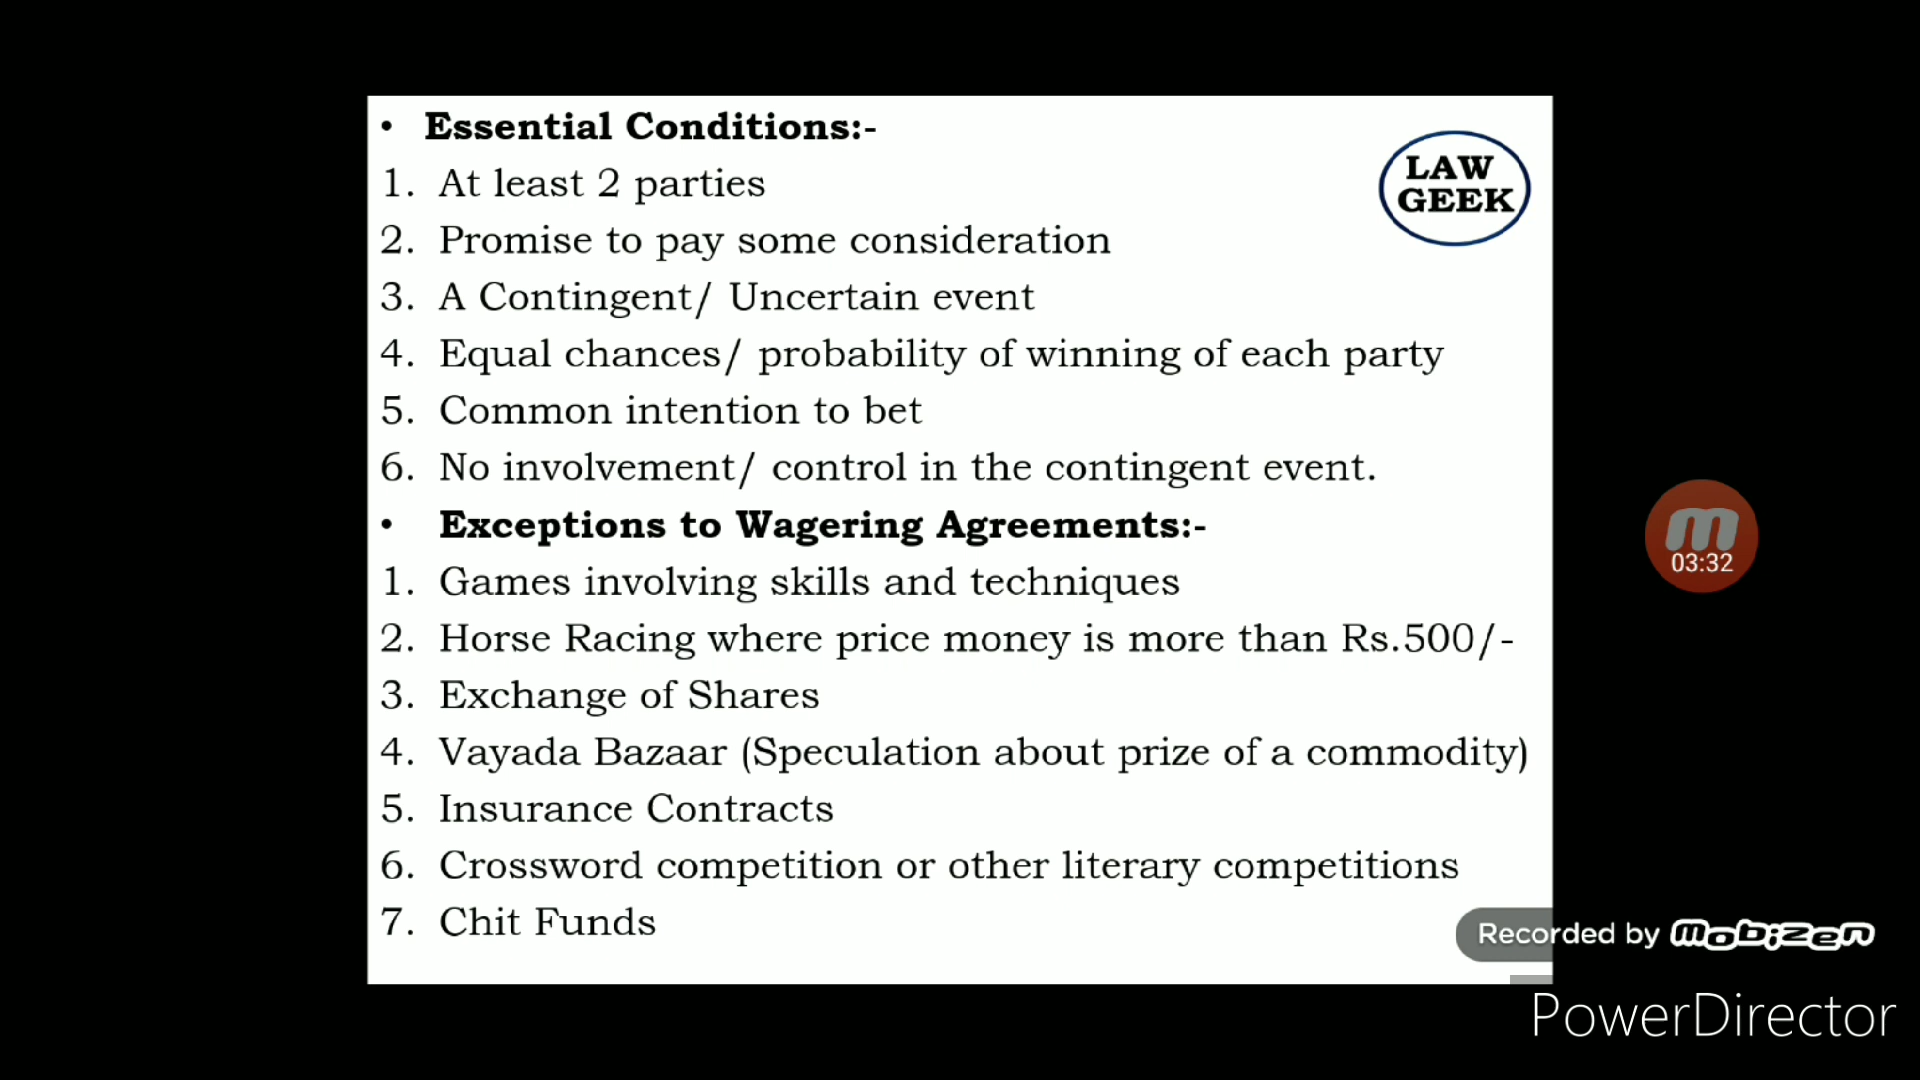 • Essential Conditions:-
LAW
GEEK
1. At least 2 parties
2. Promise to pay some consideration
3. A Contingent/ Uncertain event
4. Equal chances/ probability of winning of each party
5. Common intention to bet
6. No involvement/ control in the contingent event.
• Exceptions to Wagering Agreements:-
1. Games involving skills and techniques
2. Horse Racing where price money is more than Rs.500/-
3. Exchange of Shares
4. Vayada Bazaar (Speculation about prize of a commodity)
5. Insurance Contracts
6. Crossword competition or other literary competitions
7. Chit Funds
m
03:32
Recorded by mobizen
PowerDirector